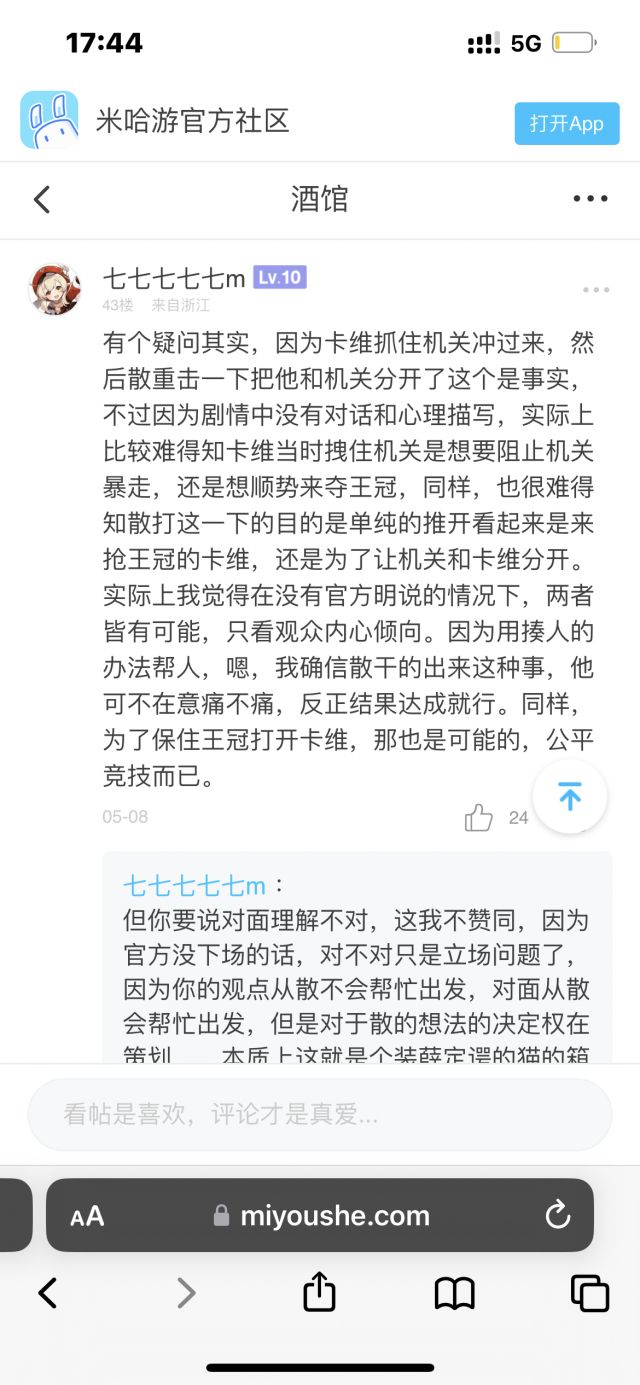 17:44
5G
米哈游官方社区
打开App
酒馆
七七七七七m Lv.10
43楼 来自浙江
有个疑问其实，因为卡维抓住机关冲过来，然
后散重击一下把他和机关分开了这个是事实，
不过因为剧情中没有对话和心理描写，实际上
比较难得知卡维当时拽住机关是想要阻止机关
暴走，还是想顺势来夺王冠，同样，也很难得
知散打这一下的目的是单纯的推开看起来是来
抢王冠的卡维，还是为了让机关和卡维分开。
实际上我觉得在没有官方明说的情况下，两者
皆有可能，只看观众内心倾向。因为用揍人的
办法帮人，嗯，我确信散干的出来这种事，他
可不在意痛不痛，反正结果达成就行。同样，
为了保住王冠打开卡维，那也是可能的，公平
竞技而已。
05-08
24
七七七七七m：
但你要说对面理解不对，这我不赞同，因为
官方没下场的话，对不对只是立场问题了，
因为你的观点从散不会帮忙出发，对面从散
会帮忙出发，但是对于散的想法的决定权在
策划……本质上这就是个装薛定谔的猫的箱
看帖是喜欢，评论才是真爱...
AA miyoushe.com